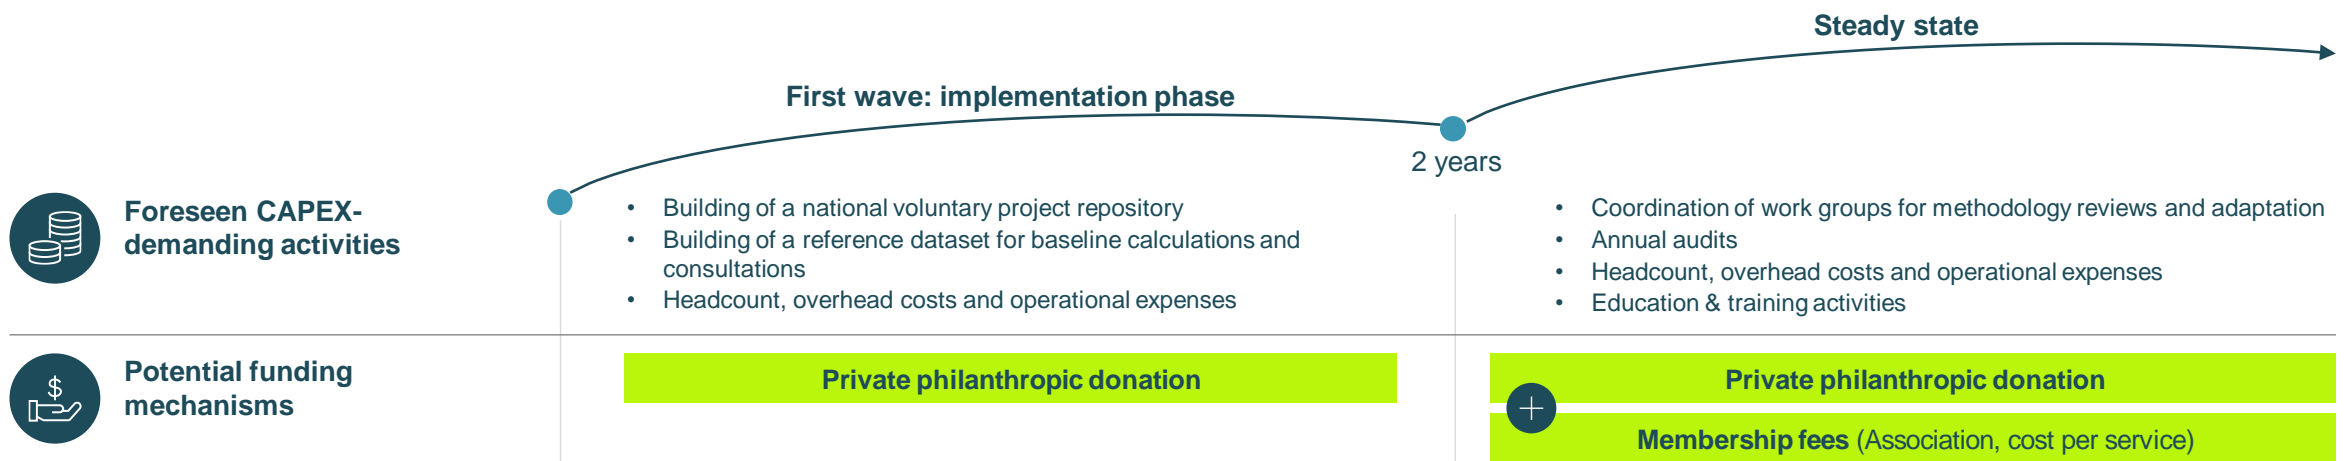 Steady state
First wave: implementation phase
2 years
Foreseen CAPEX-
demanding activities
• Building of a national voluntary project repository
• Building of a reference dataset for baseline calculations and
consultations
• Headcount, overhead costs and operational expenses
• Coordination of work groups for methodology reviews and adaptation
• Annual audits
• Headcount, overhead costs and operational expenses
• Education & training activities
Potential funding
mechanisms
$
Private philanthropic donation
Private philanthropic donation
+
Membership fees (Association, cost per service)